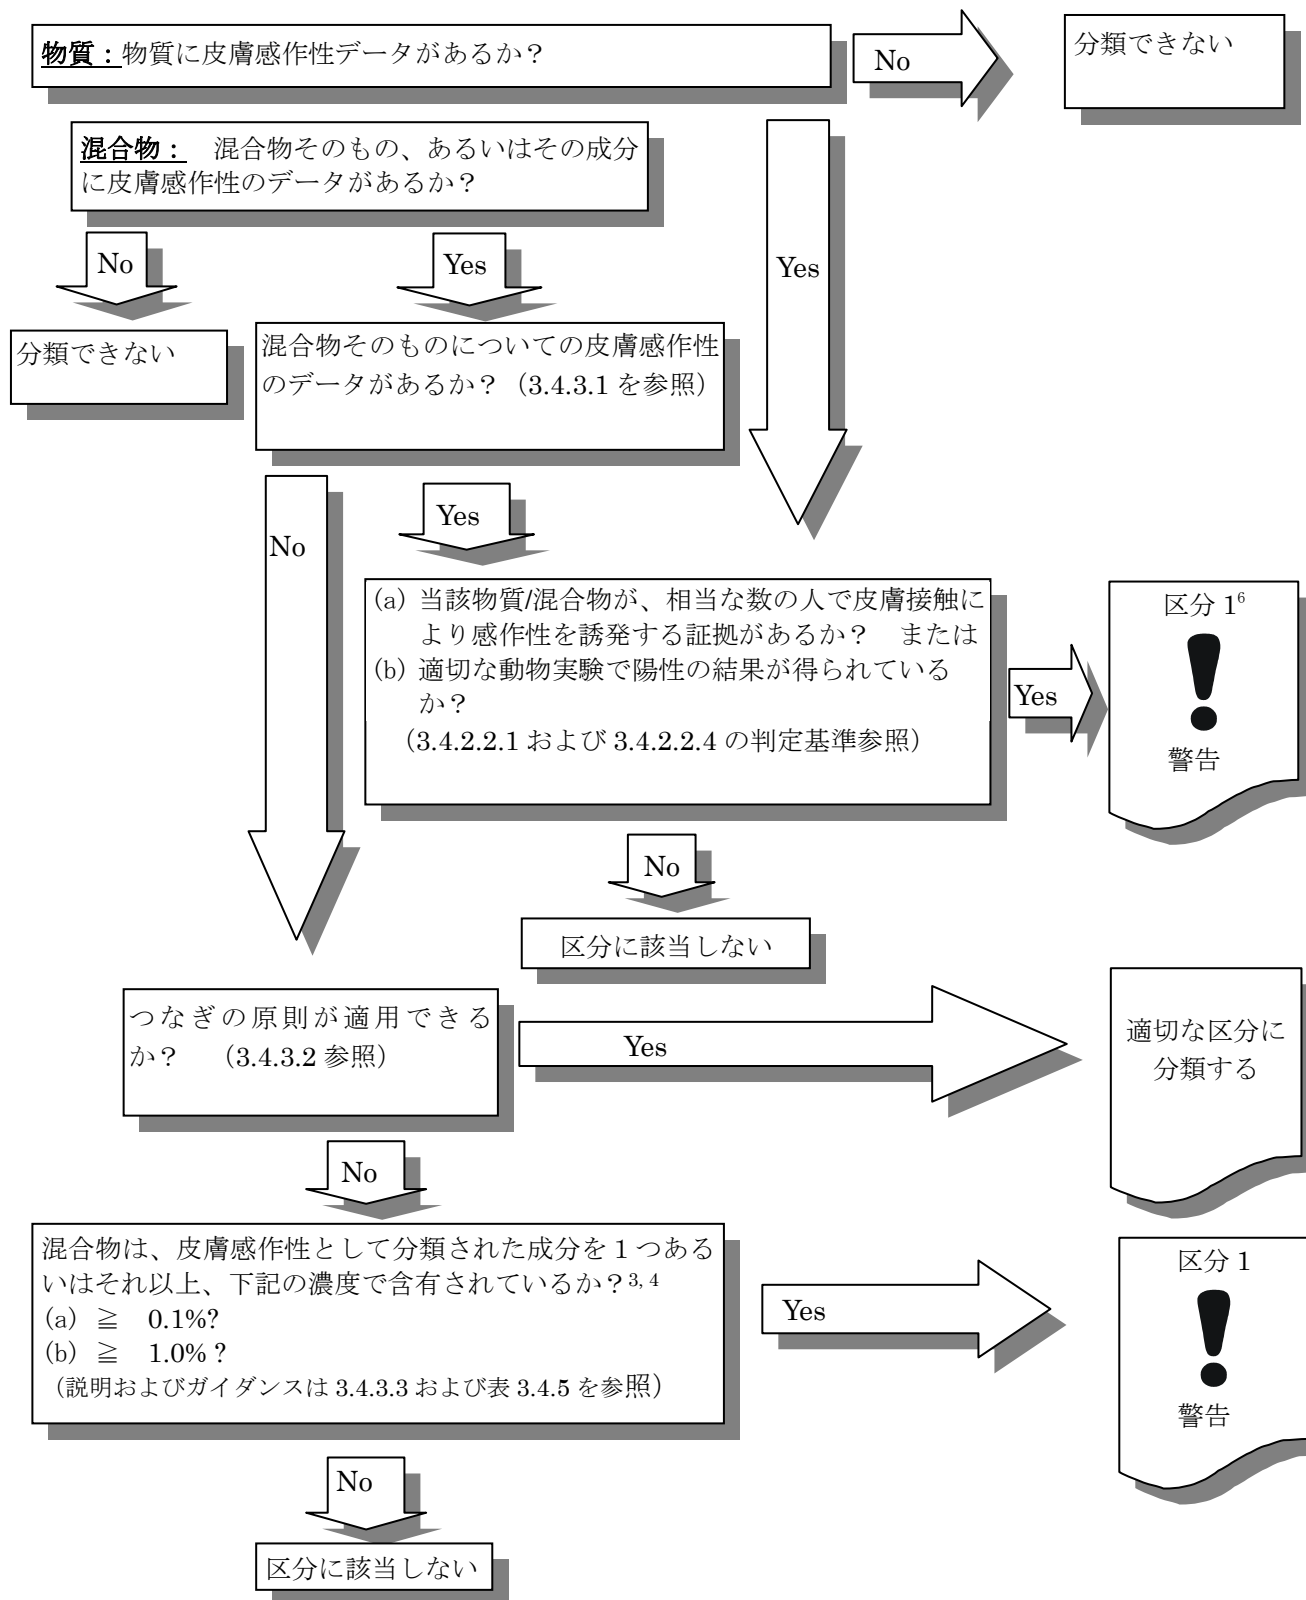 物質：物質に皮膚感作性データがあるか？
No
分類できない
混合物：　混合物そのもの、あるいはその成分
に皮膚感作性のデータがあるか？
No
Yes
Yes
分類できない
混合物そのものについての皮膚感作性
のデータがあるか？（3.4.3.1 を参照）
No
Yes
(a) 当該物質/混合物が、相当な数の人で皮膚接触に
より感作性を誘発する証拠があるか？　または
(b) 適切な動物実験で陽性の結果が得られている
か？
（3.4.2.2.1 および 3.4.2.2.4 の判定基準参照）
Yes
区分 1⁶
警告
No
区分に該当しない
つなぎの原則が適用できる
か？　（3.4.3.2 参照）
Yes
適切な区分に
分類する
No
混合物は、皮膚感作性として分類された成分を 1 つある
いはそれ以上、下記の濃度で含有されているか？³,⁴
(a) ≧　0.1%?
(b) ≧　1.0%？
（説明およびガイダンスは 3.4.3.3 および表 3.4.5 を参照）
Yes
区分 1
警告
No
区分に該当しない